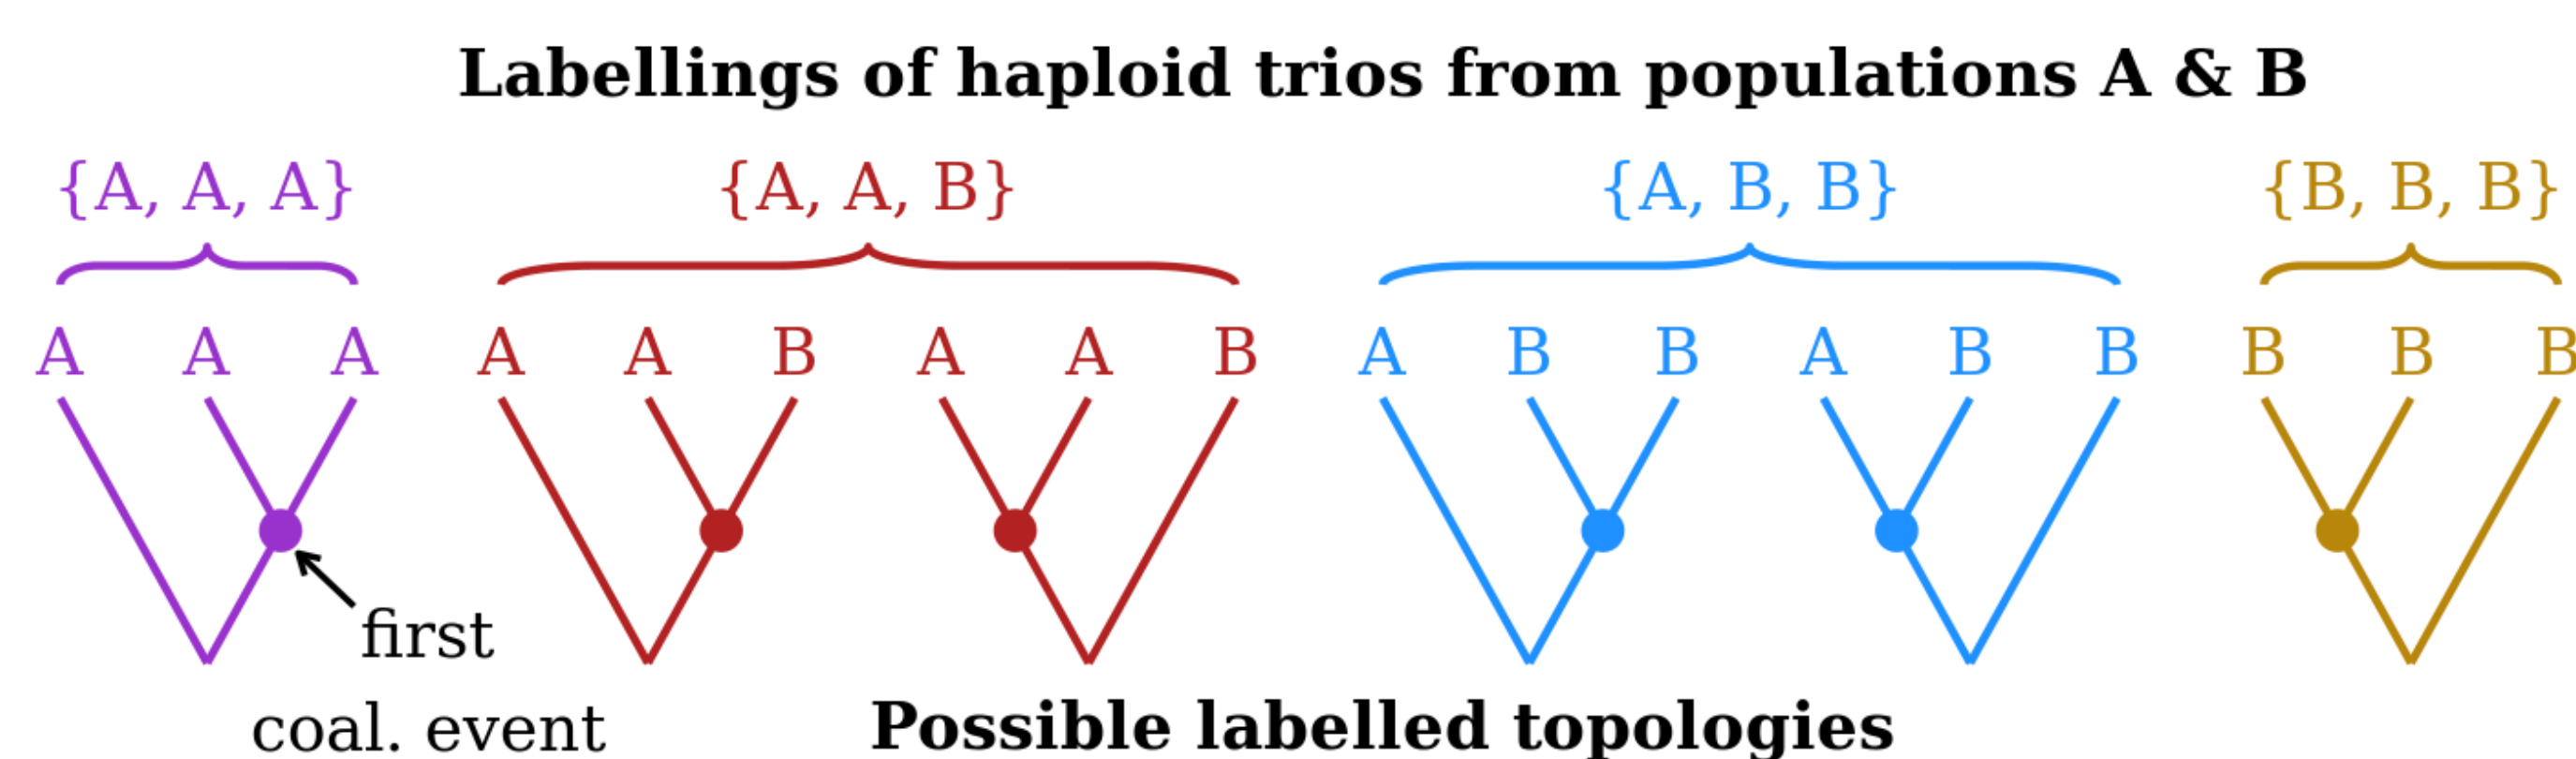 Labellings of haploid trios from populations A & B
{A, A, A} {A, A, B} {A, B, B} {B, B, B}
A A A A A B A A B A B B A B B B B B
first
coal. event
Possible labelled topologies